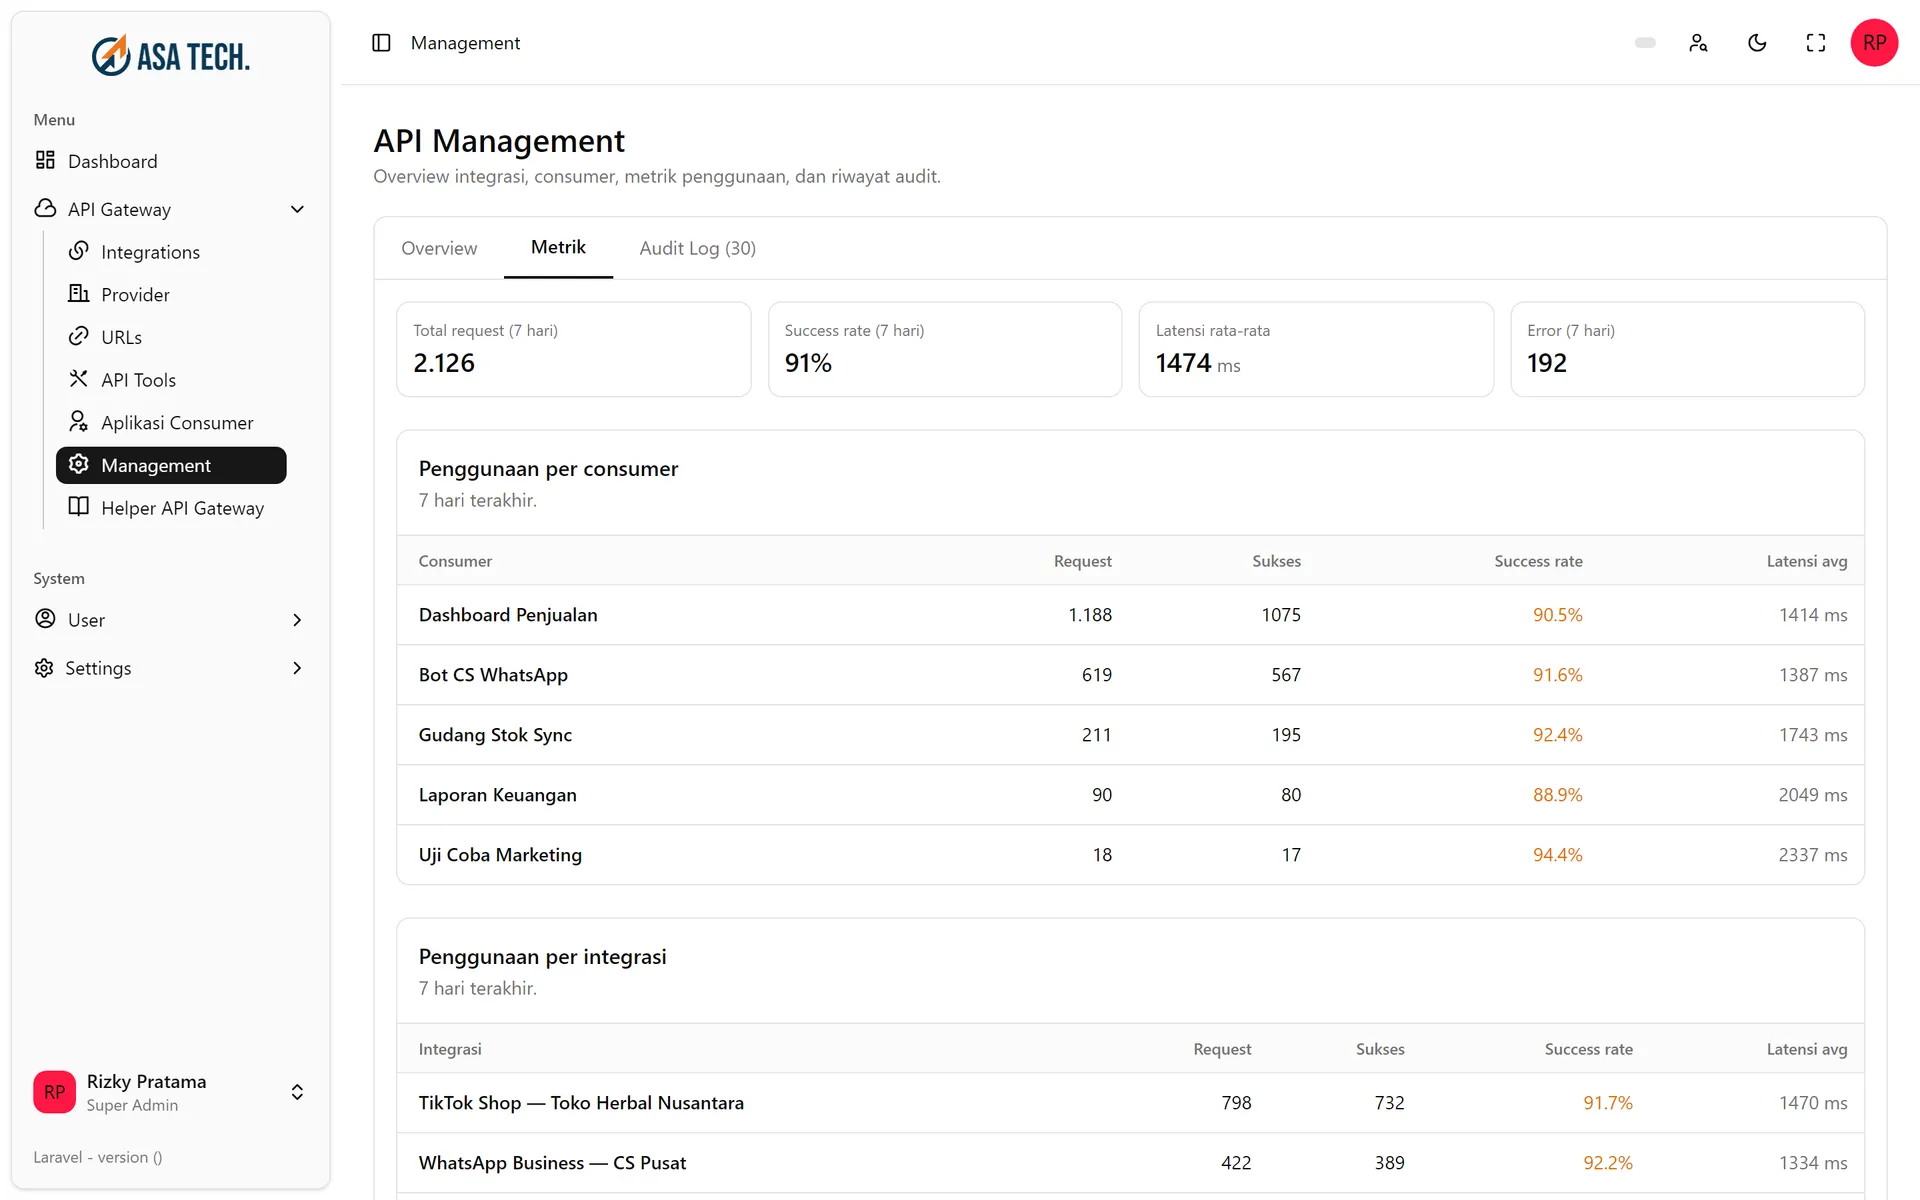 ASA TECH.
Menu
Dashboard
API Gateway
Integrations
Provider
URLs
API Tools
Aplikasi Consumer
Management
Helper API Gateway
System
User
Settings
RP
Rizky Pratama
Super Admin
Laravel - version ()
Management
RP
API Management
Overview integrasi, consumer, metrik penggunaan, dan riwayat audit.
Overview Metrik Audit Log (30)
Total request (7 hari)
2.126
Success rate (7 hari)
91%
Latensi rata-rata
1474 ms
Error (7 hari)
192
Penggunaan per consumer
7 hari terakhir.
Consumer Request Sukses Success rate Latensi avg
Dashboard Penjualan 1.188 1075 90.5% 1414 ms
Bot CS WhatsApp 619 567 91.6% 1387 ms
Gudang Stok Sync 211 195 92.4% 1743 ms
Laporan Keuangan 90 80 88.9% 2049 ms
Uji Coba Marketing 18 17 94.4% 2337 ms
Penggunaan per integrasi
7 hari terakhir.
Integrasi Request Sukses Success rate Latensi avg
TikTok Shop — Toko Herbal Nusantara 798 732 91.7% 1470 ms
WhatsApp Business — CS Pusat 422 389 92.2% 1334 ms